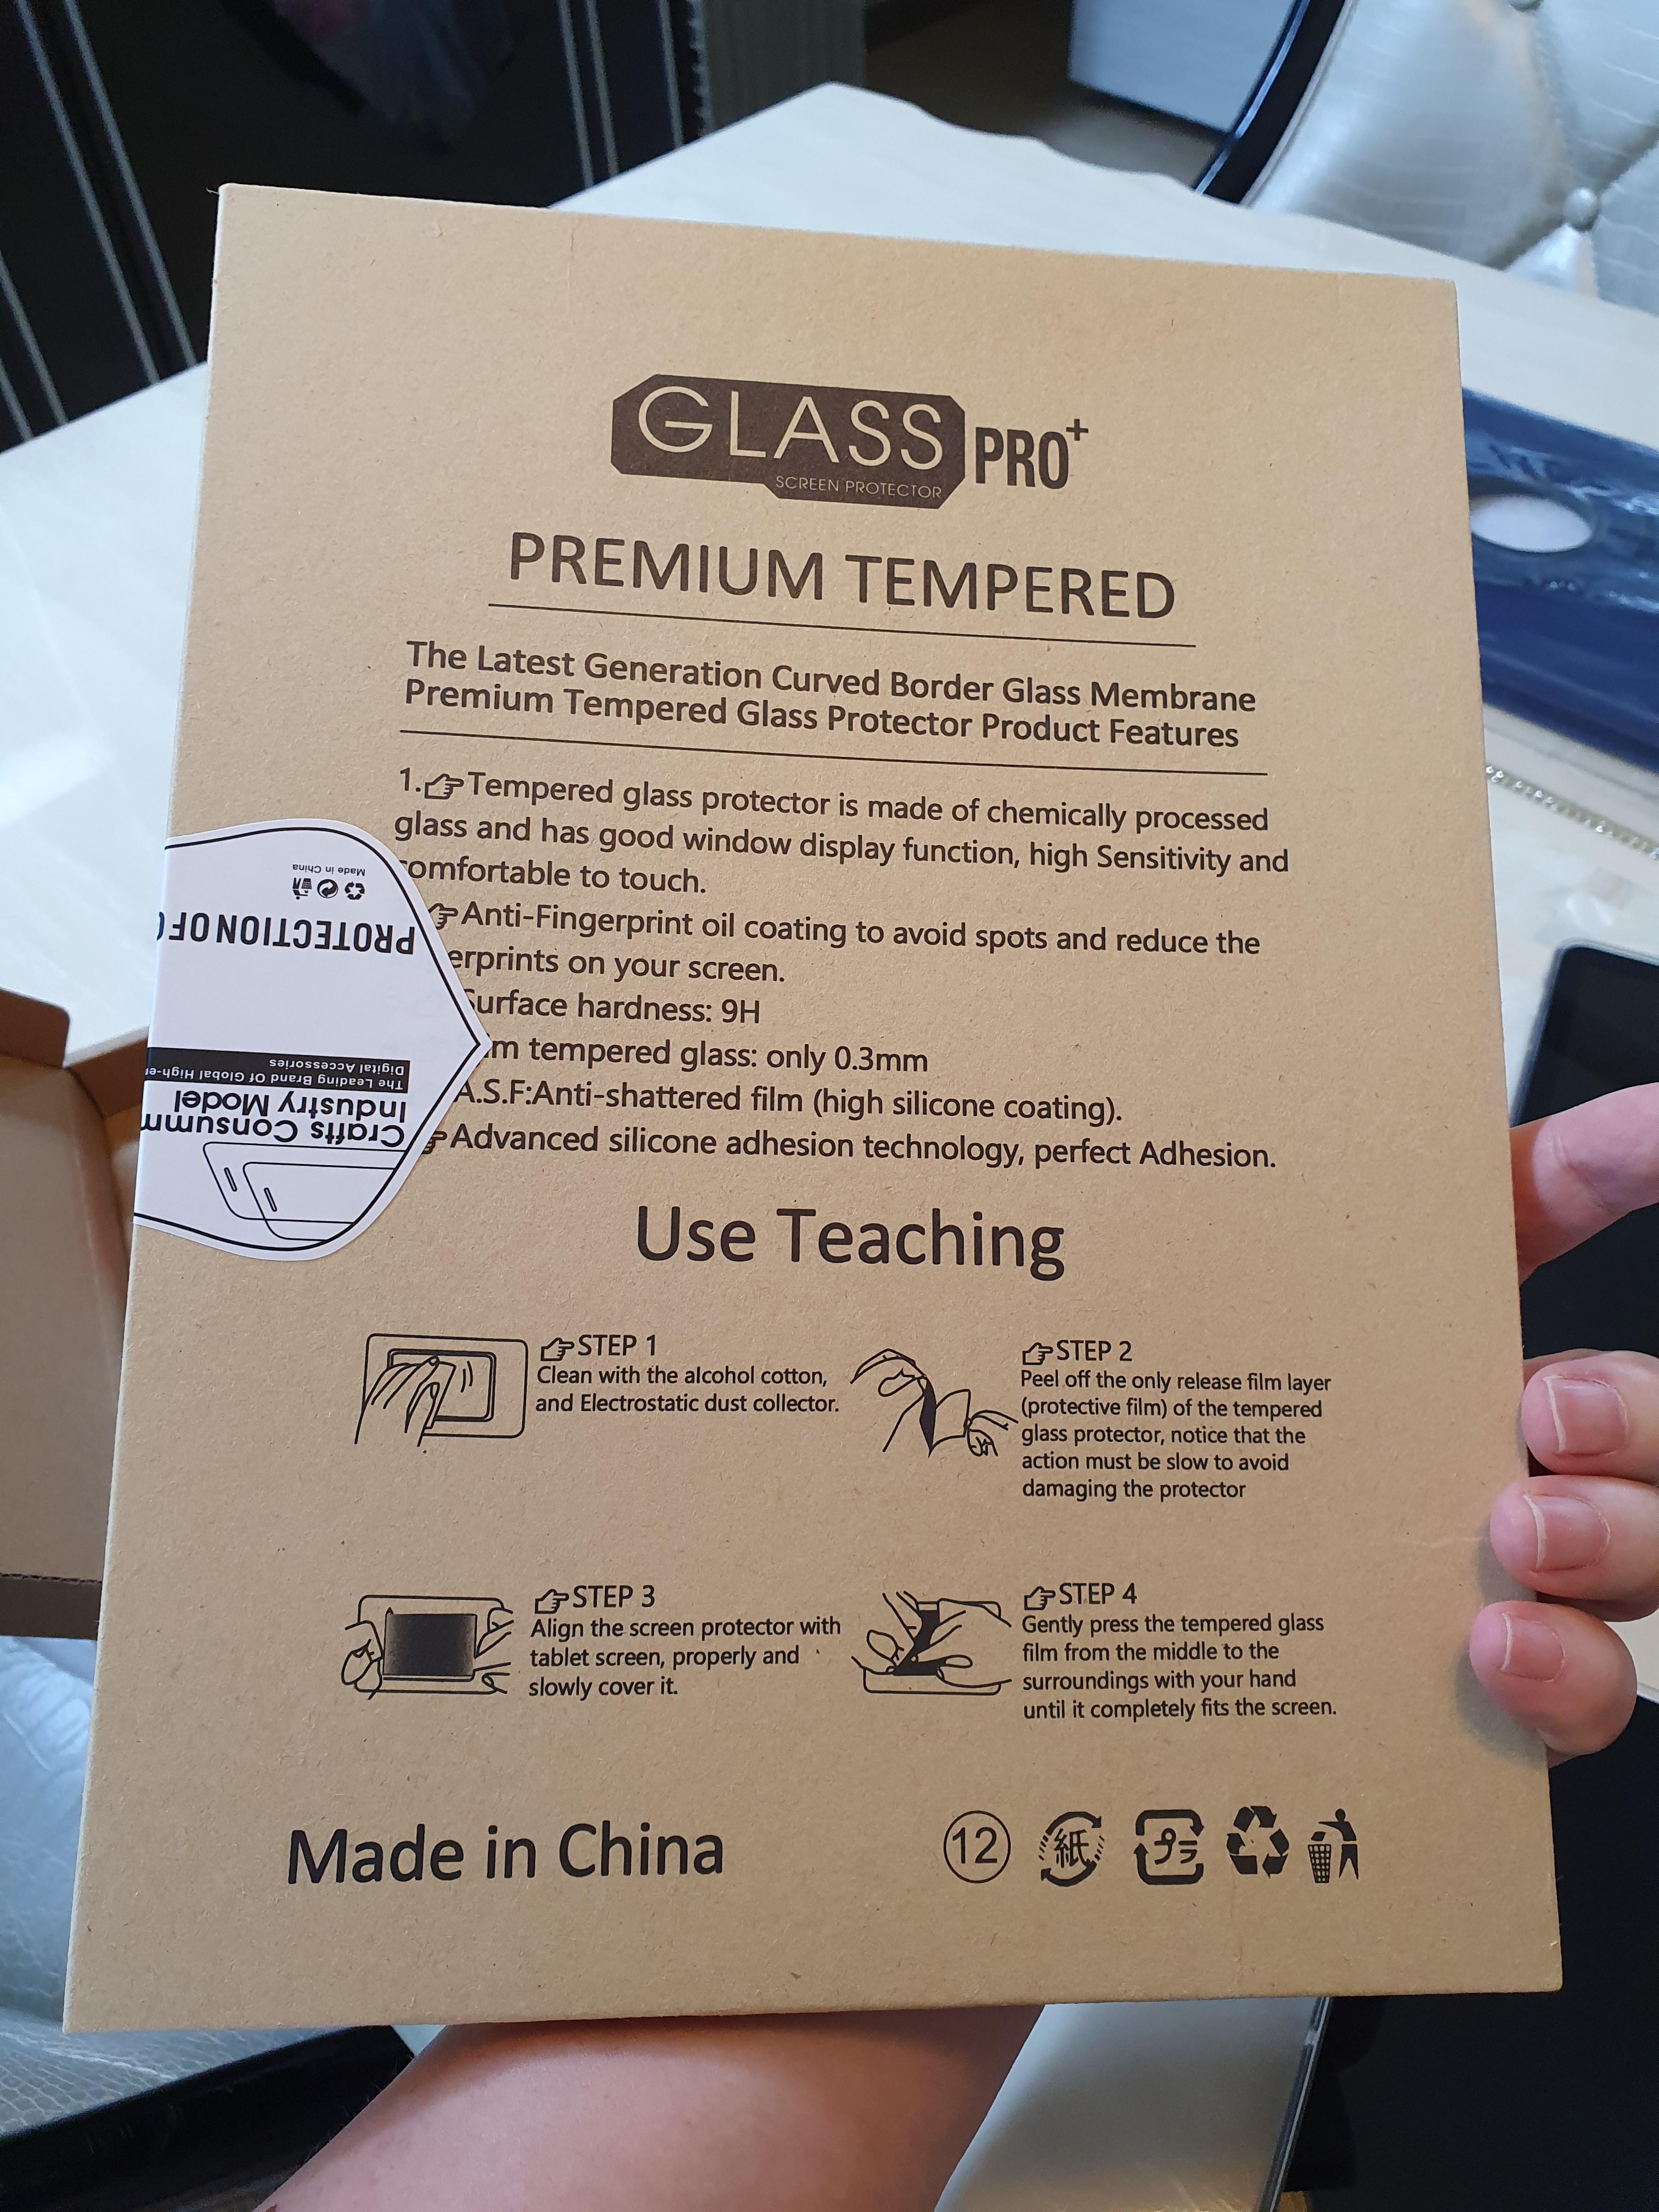 GLASS PRO+
SCREEN PROTECTOR
PREMIUM TEMPERED
The Latest Generation Curved Border Glass Membrane
Premium Tempered Glass Protector Product Features
1.☞Tempered glass protector is made of chemically processed
glass and has good window display function, high Sensitivity and
comfortable to touch.
☞Anti-Fingerprint oil coating to avoid spots and reduce the
erprints on your screen.
Surface hardness: 9H
m tempered glass: only 0.3mm
A.S.F:Anti-shattered film (high silicone coating).
☞Advanced silicone adhesion technology, perfect Adhesion.
Crafts Consumm
Industry Model
The Leading Brand Of Global High-e
Digital Accessories
PROTECTION OF
Made in China
Use Teaching
☞STEP 1
Clean with the alcohol cotton,
and Electrostatic dust collector.
☞STEP 2
Peel off the only release film layer
(protective film) of the tempered
glass protector, notice that the
action must be slow to avoid
damaging the protector
☞STEP 3
Align the screen protector with
tablet screen, properly and
slowly cover it.
☞STEP 4
Gently press the tempered glass
film from the middle to the
surroundings with your hand
until it completely fits the screen.
Made in China
12 紙 プラ